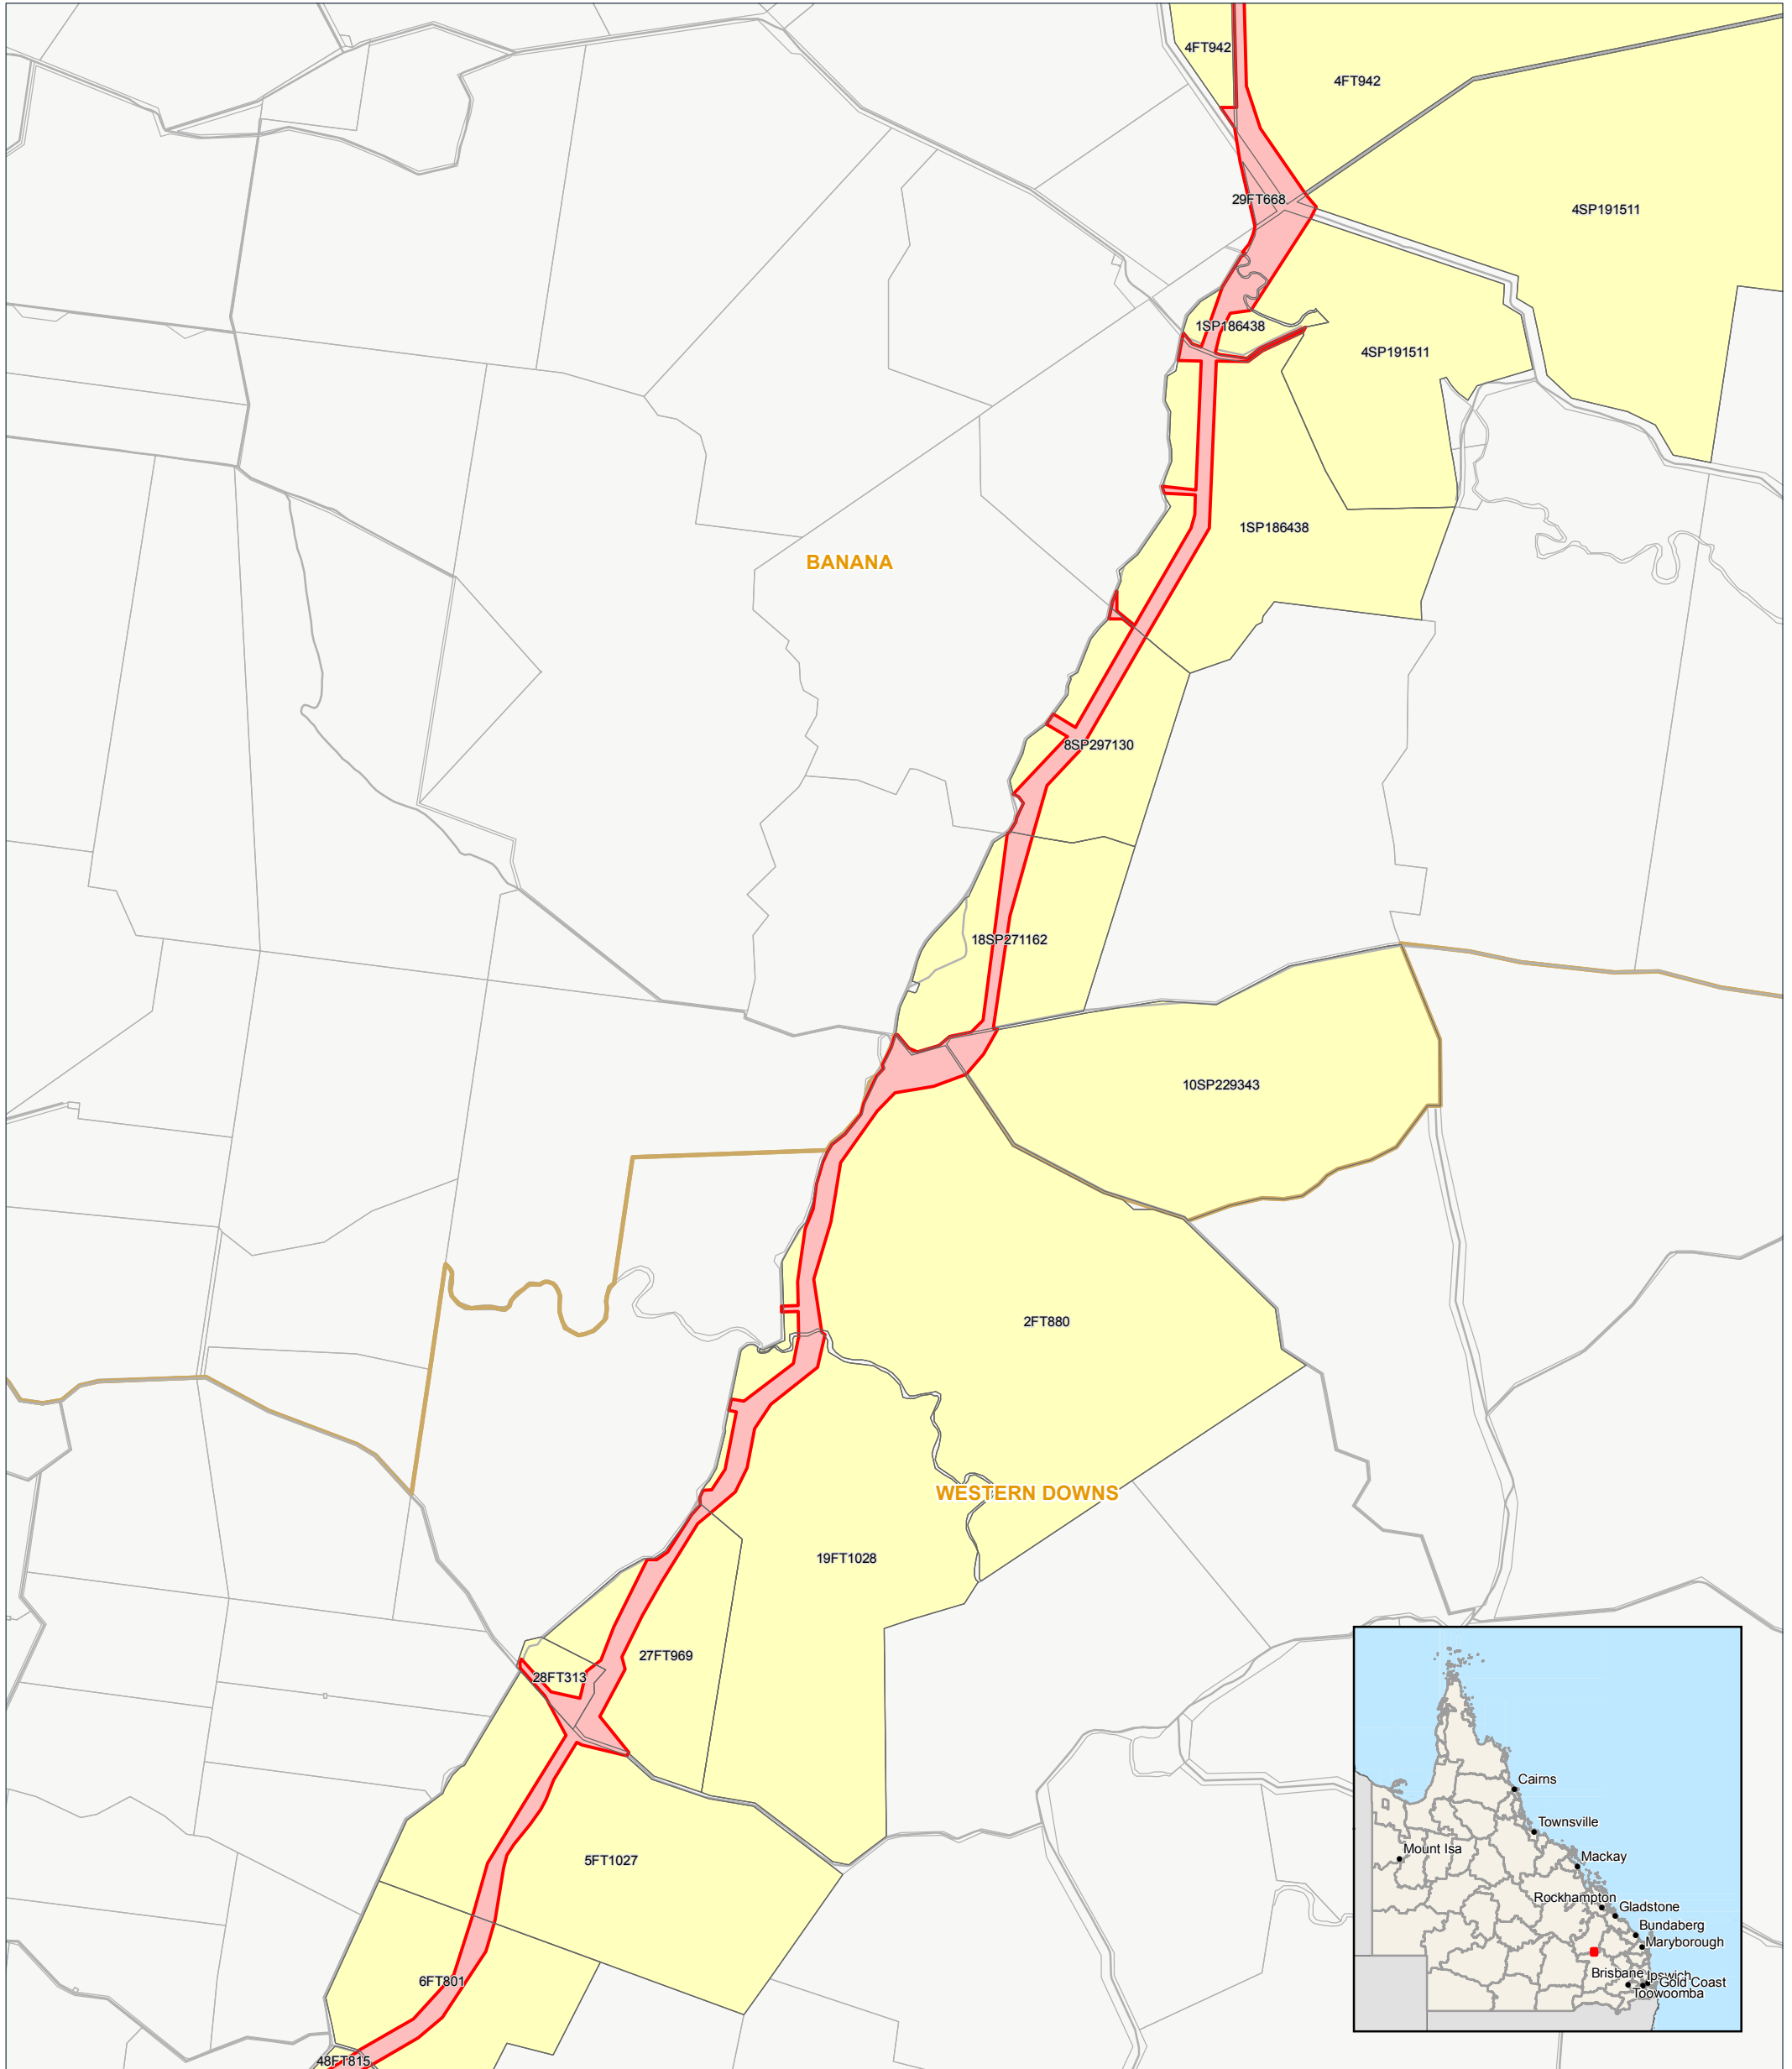 4FT942
4FT942
29FT668
4SP191511
1SP186438
4SP191511
1SP186438
BANANA
8SP297130
18SP271162
10SP229343
2FT880
WESTERN DOWNS
19FT1028
27FT969
28FT313
5FT1027
6FT801
48FT815
Cairns
Townsville
Mount Isa
Mackay
Rockhampton
Gladstone
Bundaberg
Maryborough
Brisbane
Ipswich
Gold Coast
Toowoomba